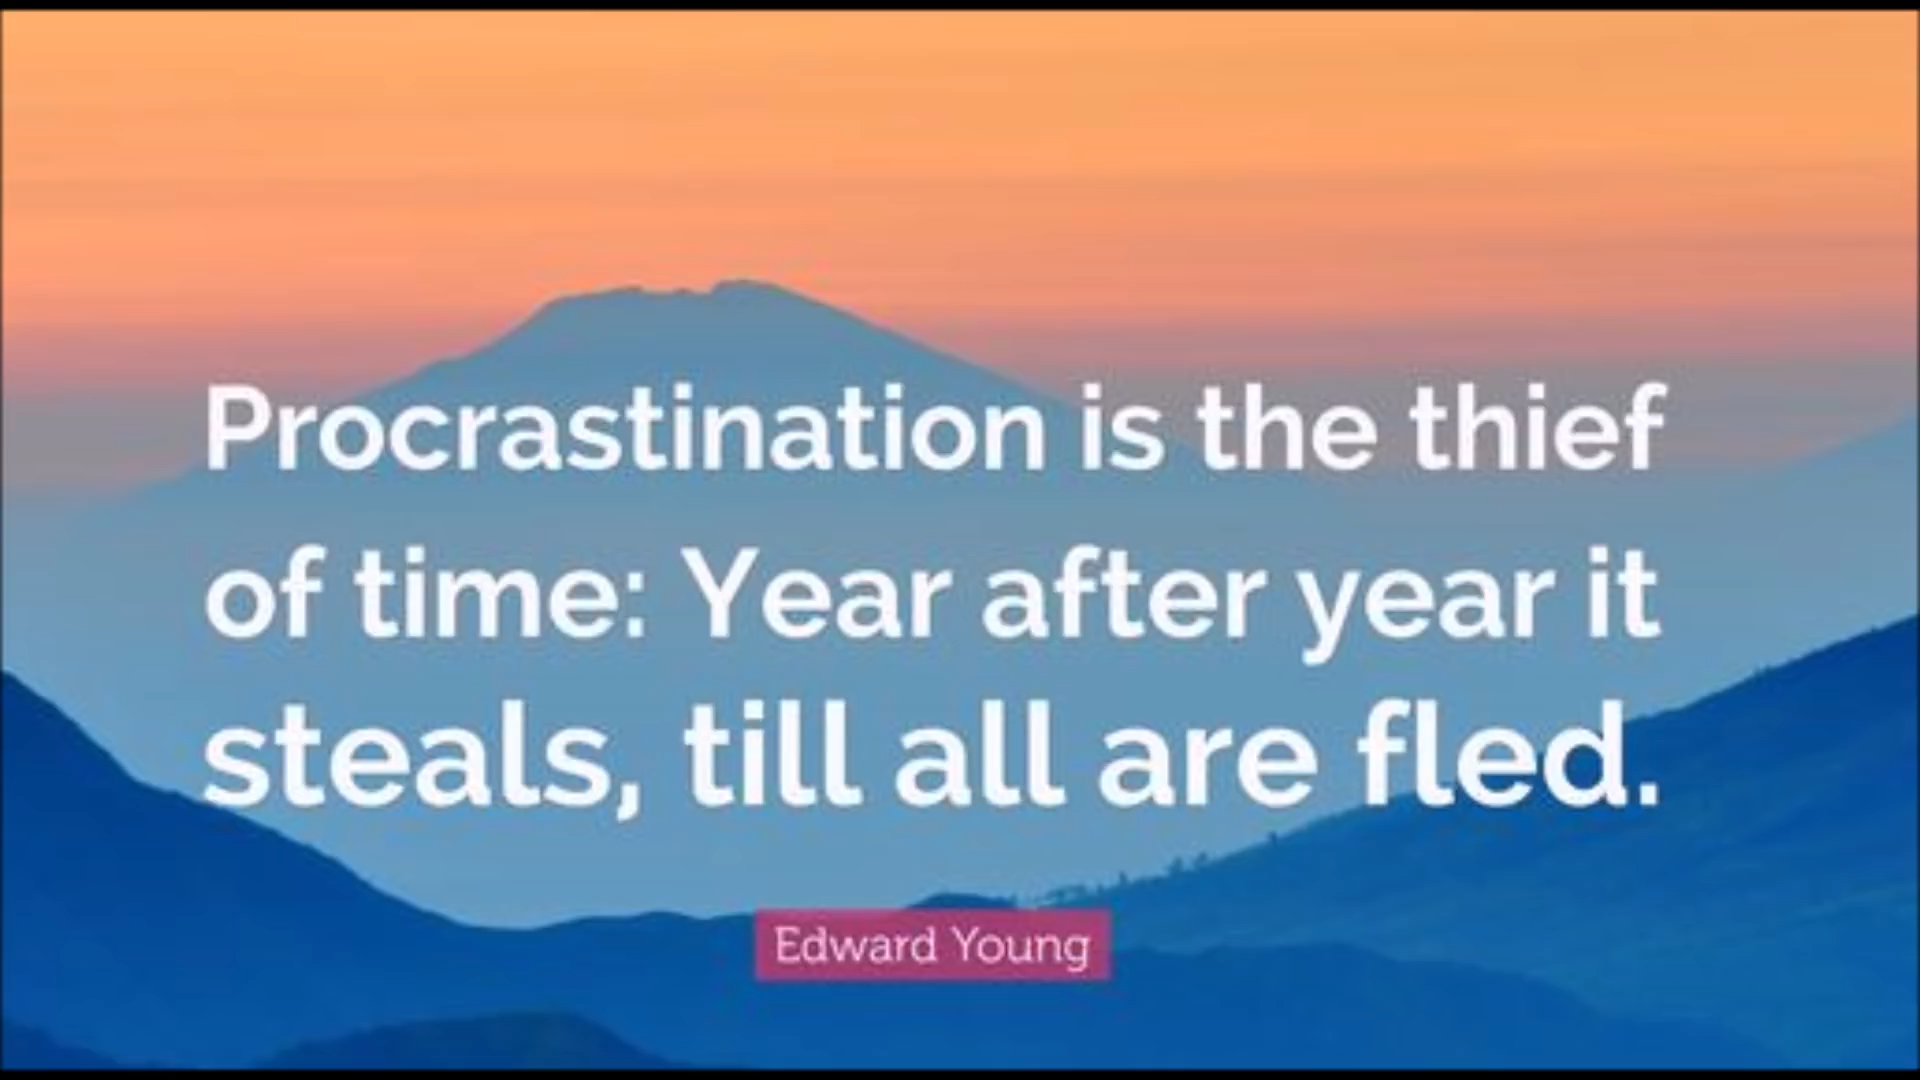 Procrastination is the thief
of time: Year after year it
steals, till all are fled.
Edward Young